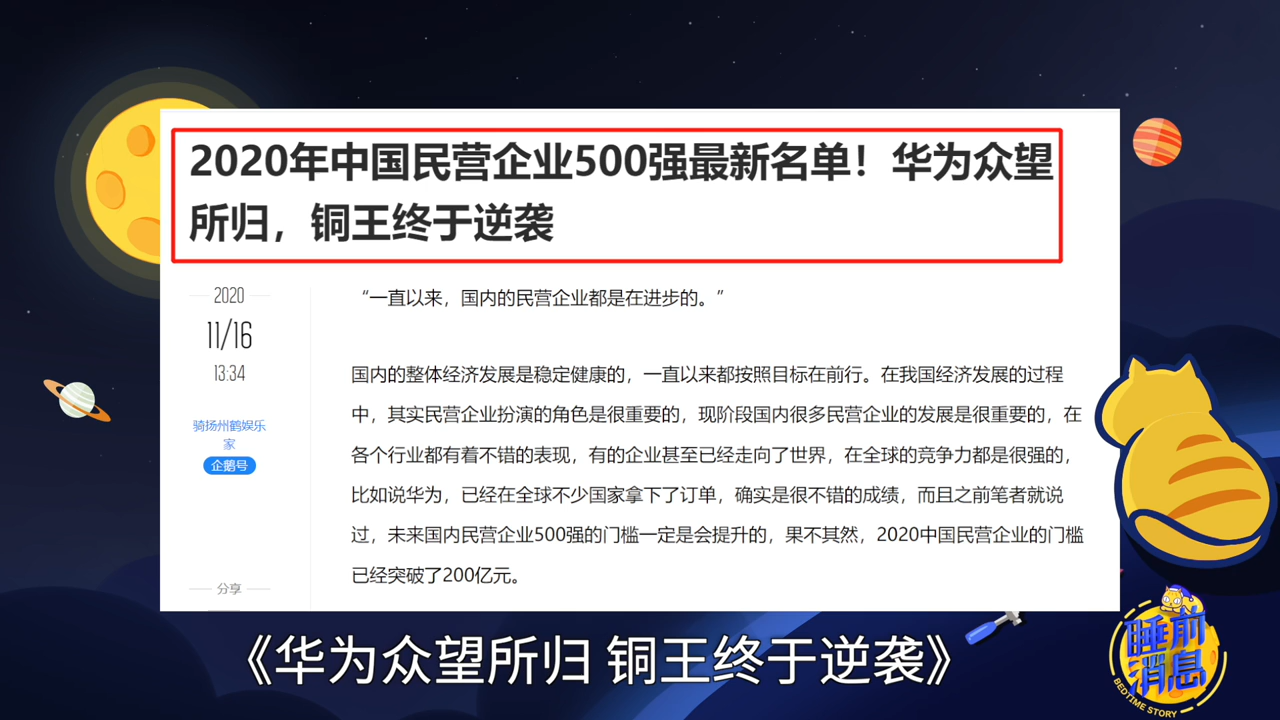 2020年中国民营企业500强最新名单！华为众望
所归，铜王终于逆袭
2020
11/16
13:34
骑扬州鹤娱乐
家
企鹅号
分享
“一直以来，国内的民营企业都是在进步的。”
国内的整体经济发展是稳定健康的，一直以来都按照目标在前行。在我国经济发展的过程
中，其实民营企业扮演的角色是很重要的，现阶段国内很多民营企业的发展是很重要的，在
各个行业都有着不错的表现，有的企业甚至已经走向了世界，在全球的竞争力都是很强的，
比如说华为，已经在全球不少国家拿下了订单，确实是很不错的成绩，而且之前笔者就说
过，未来国内民营企业500强的门槛一定是会提升的，果不其然，2020中国民营企业的门槛
已经突破了200亿元。
《华为众望所归 铜王终于逆袭》
睡前
消息
BEDTIME STORY